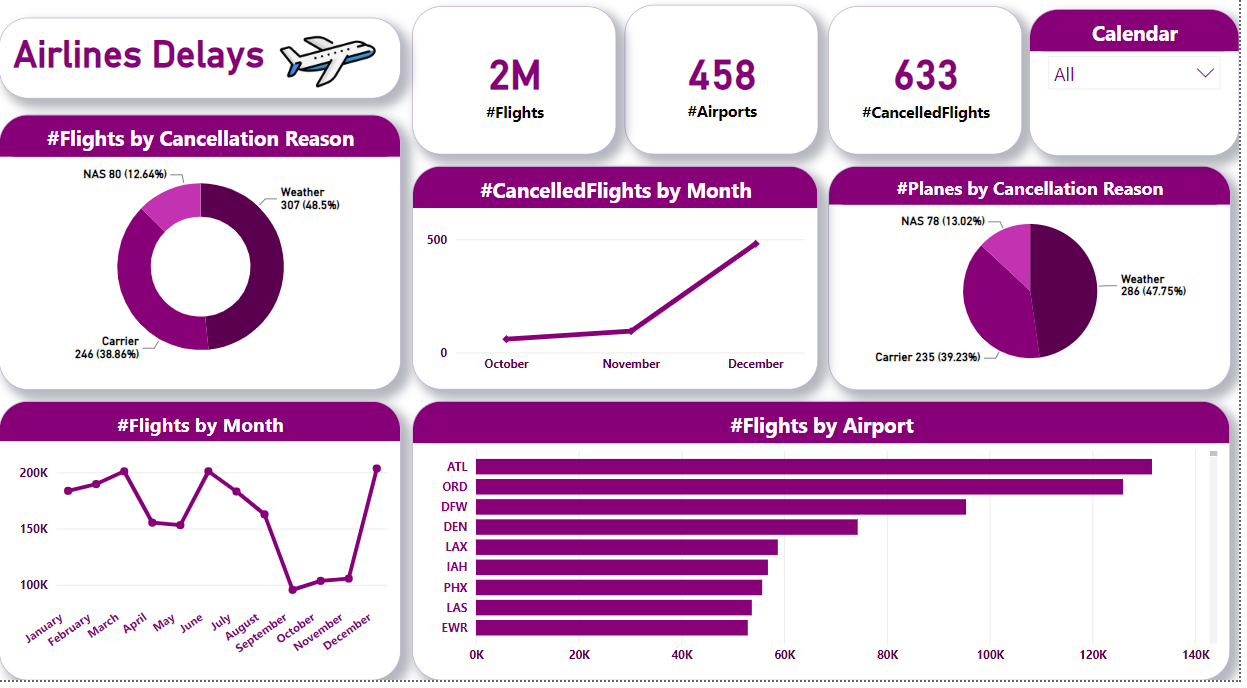 Airlines Delays
2M
#Flights
458
#Airports
633
#CancelledFlights
Calendar
All
#Flights by Cancellation Reason
NAS 80 (12.64%)
Weather
307 (48.5%)
Carrier
246 (38.86%)
#CancelledFlights by Month
500
0
October
November
December
#Planes by Cancellation Reason
NAS 78 (13.02%)
Weather
286 (47.75%)
Carrier 235 (39.23%)
#Flights by Month
200K
150K
100K
January
February
March
April
May
June
July
August
September
October
November
December
#Flights by Airport
ATL
ORD
DFW
DEN
LAX
IAH
PHX
LAS
EWR
0K
20K
40K
60K
80K
100K
120K
140K